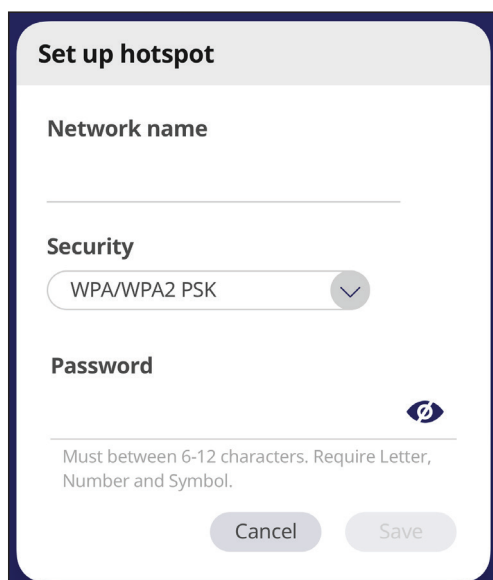 Set up hotspot
Network name
Security
WPA/WPA2 PSK
Password
Must between 6-12 characters. Require Letter,
Number and Symbol.
Cancel Save